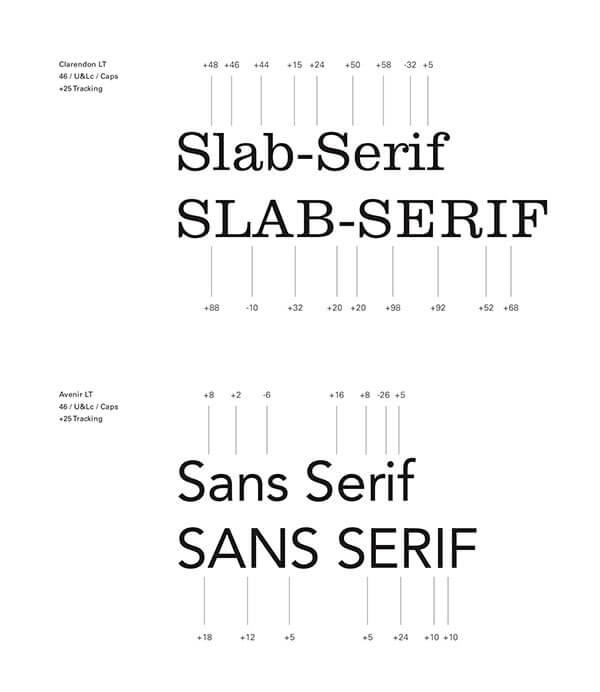 Clarendon LT
46 / U&Lc / Caps
+25 Tracking
+48 +46 +44 +15 +24 +50 +58 -32 +5
Slab-Serif
SLAB-SERIF
+88 -10 +32 +20 +20 +98 +92 +52 +68
Avenir LT
46 / U&Lc / Caps
+25 Tracking
+8 +2 -6 +16 +8 -26 +5
Sans Serif
SANS SERIF
+18 +12 +5 +5 +24 +10 +10